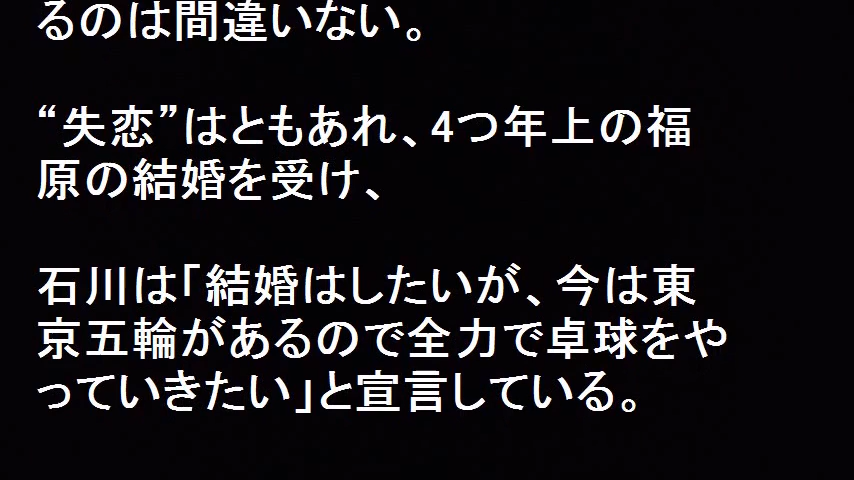 るのは間違いない。
“失恋”はともあれ、4つ年上の福
原の結婚を受け、
石川は｢結婚はしたいが、今は東
京五輪があるので全力で卓球をや
っていきたい｣と宣言している。